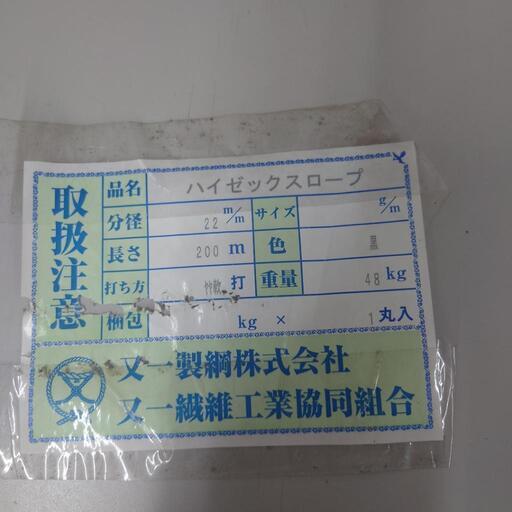 取扱注意
品名 ハイゼックスロープ
分径 22 m/m サイズ g/m
長さ 200 m 色 黒
打ち方 打 重量 48 kg
梱包 kg × 1 丸入
又一製綱株式会社
又一繊維工業協同組合